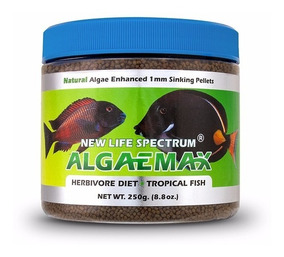 Natural Algae Enhanced 1mm Sinking Pellets
NEW LIFE SPECTRUM®
ALGAEMAX
HERBIVORE DIET - TROPICAL FISH
NET WT. 250g. (8.8oz.)